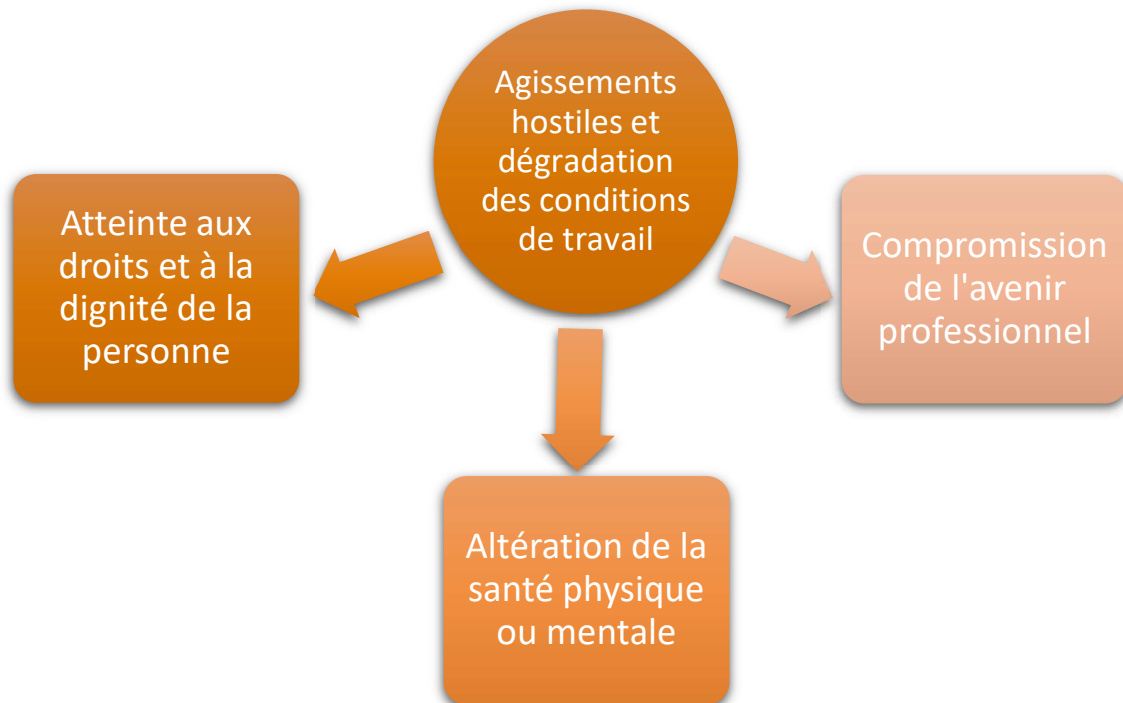 Agissements
hostiles et
dégradation
des conditions
de travail
Atteinte aux
droits et à la
dignité de la
personne
Compromission
de l'avenir
professionnel
Altération de la
santé physique
ou mentale